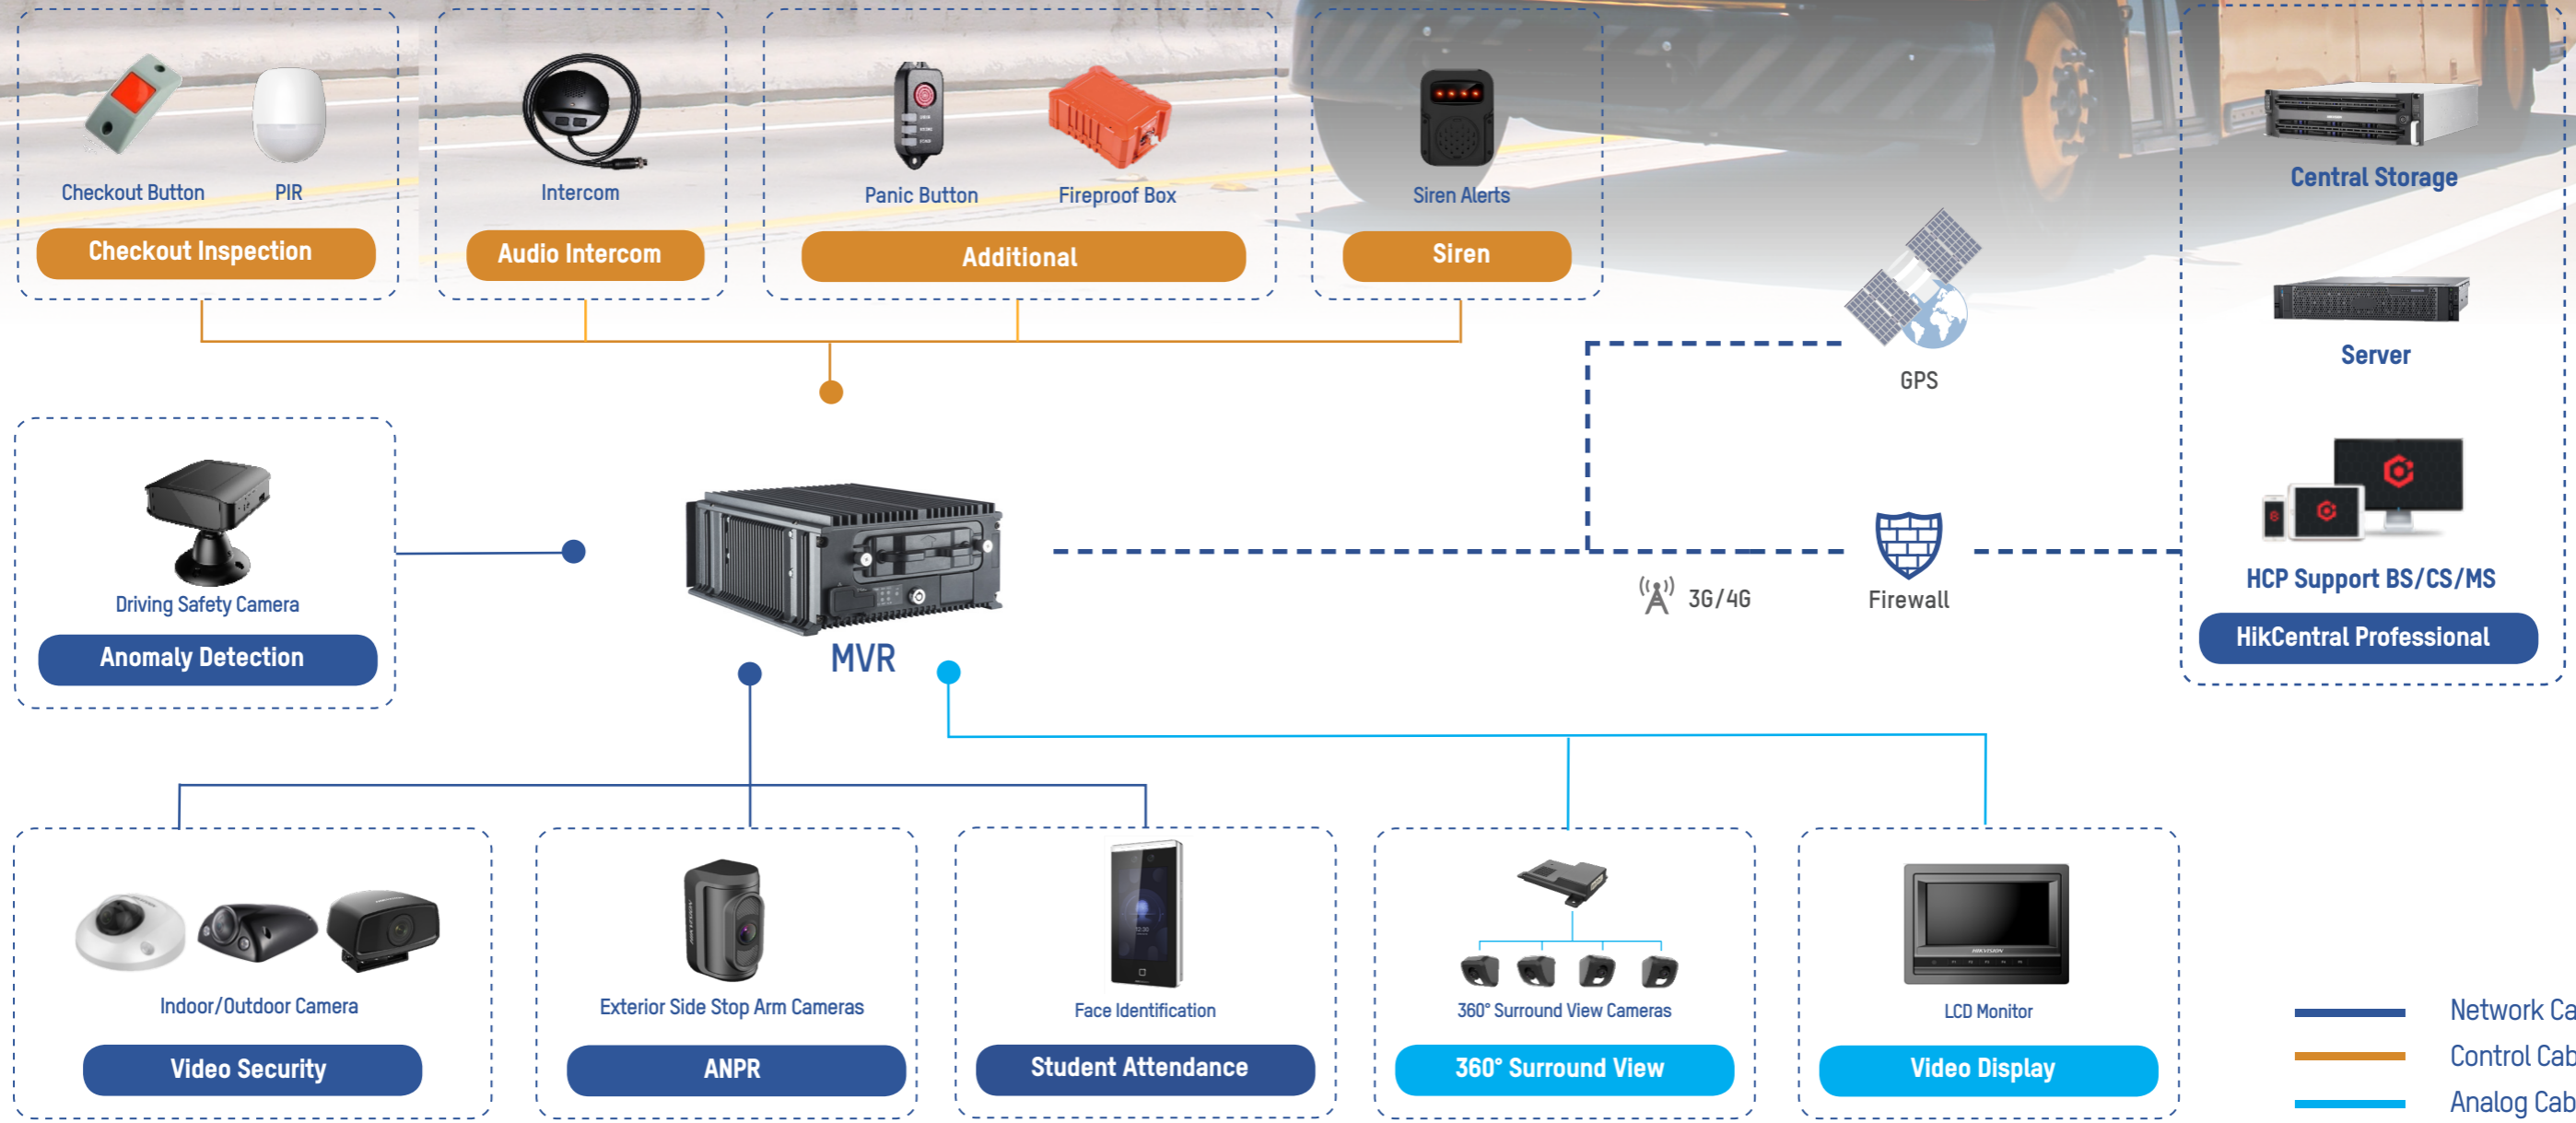 Checkout Button
PIR
Checkout Inspection
Intercom
Audio Intercom
Panic Button
Fireproof Box
Additional
Siren Alerts
Siren
Central Storage
Server
HCP Support BS/CS/MS
HikCentral Professional
GPS
3G/4G
Firewall
Driving Safety Camera
Anomaly Detection
MVR
Indoor/Outdoor Camera
Video Security
Exterior Side Stop Arm Cameras
ANPR
Face Identification
Student Attendance
360° Surround View Cameras
360° Surround View
HIKVISION
LCD Monitor
Video Display
Network Ca
Control Cab
Analog Cab